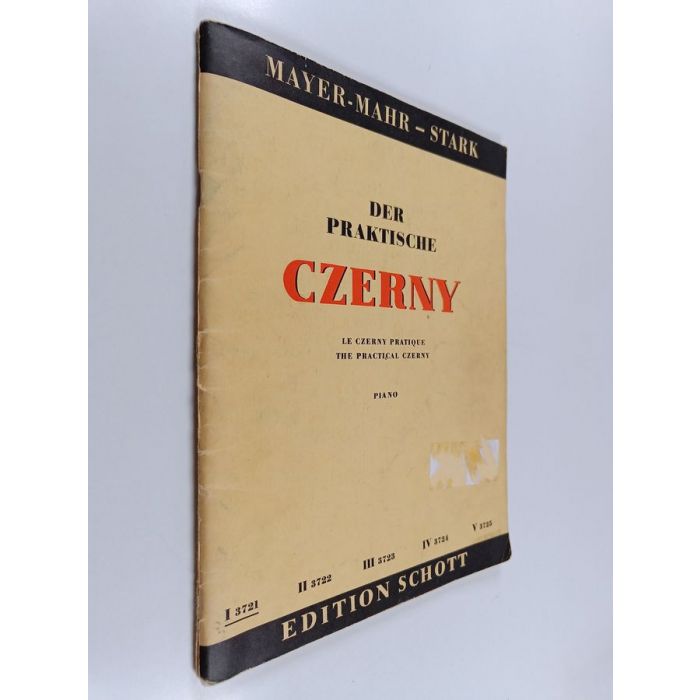 MAYER-MAHR – STARK
DER
PRAKTISCHE
CZERNY
LE CZERNY PRATIQUE
THE PRACTICAL CZERNY
PIANO
I 3721 II 3722 III 3723 IV 3724 V 3725
EDITION SCHOTT